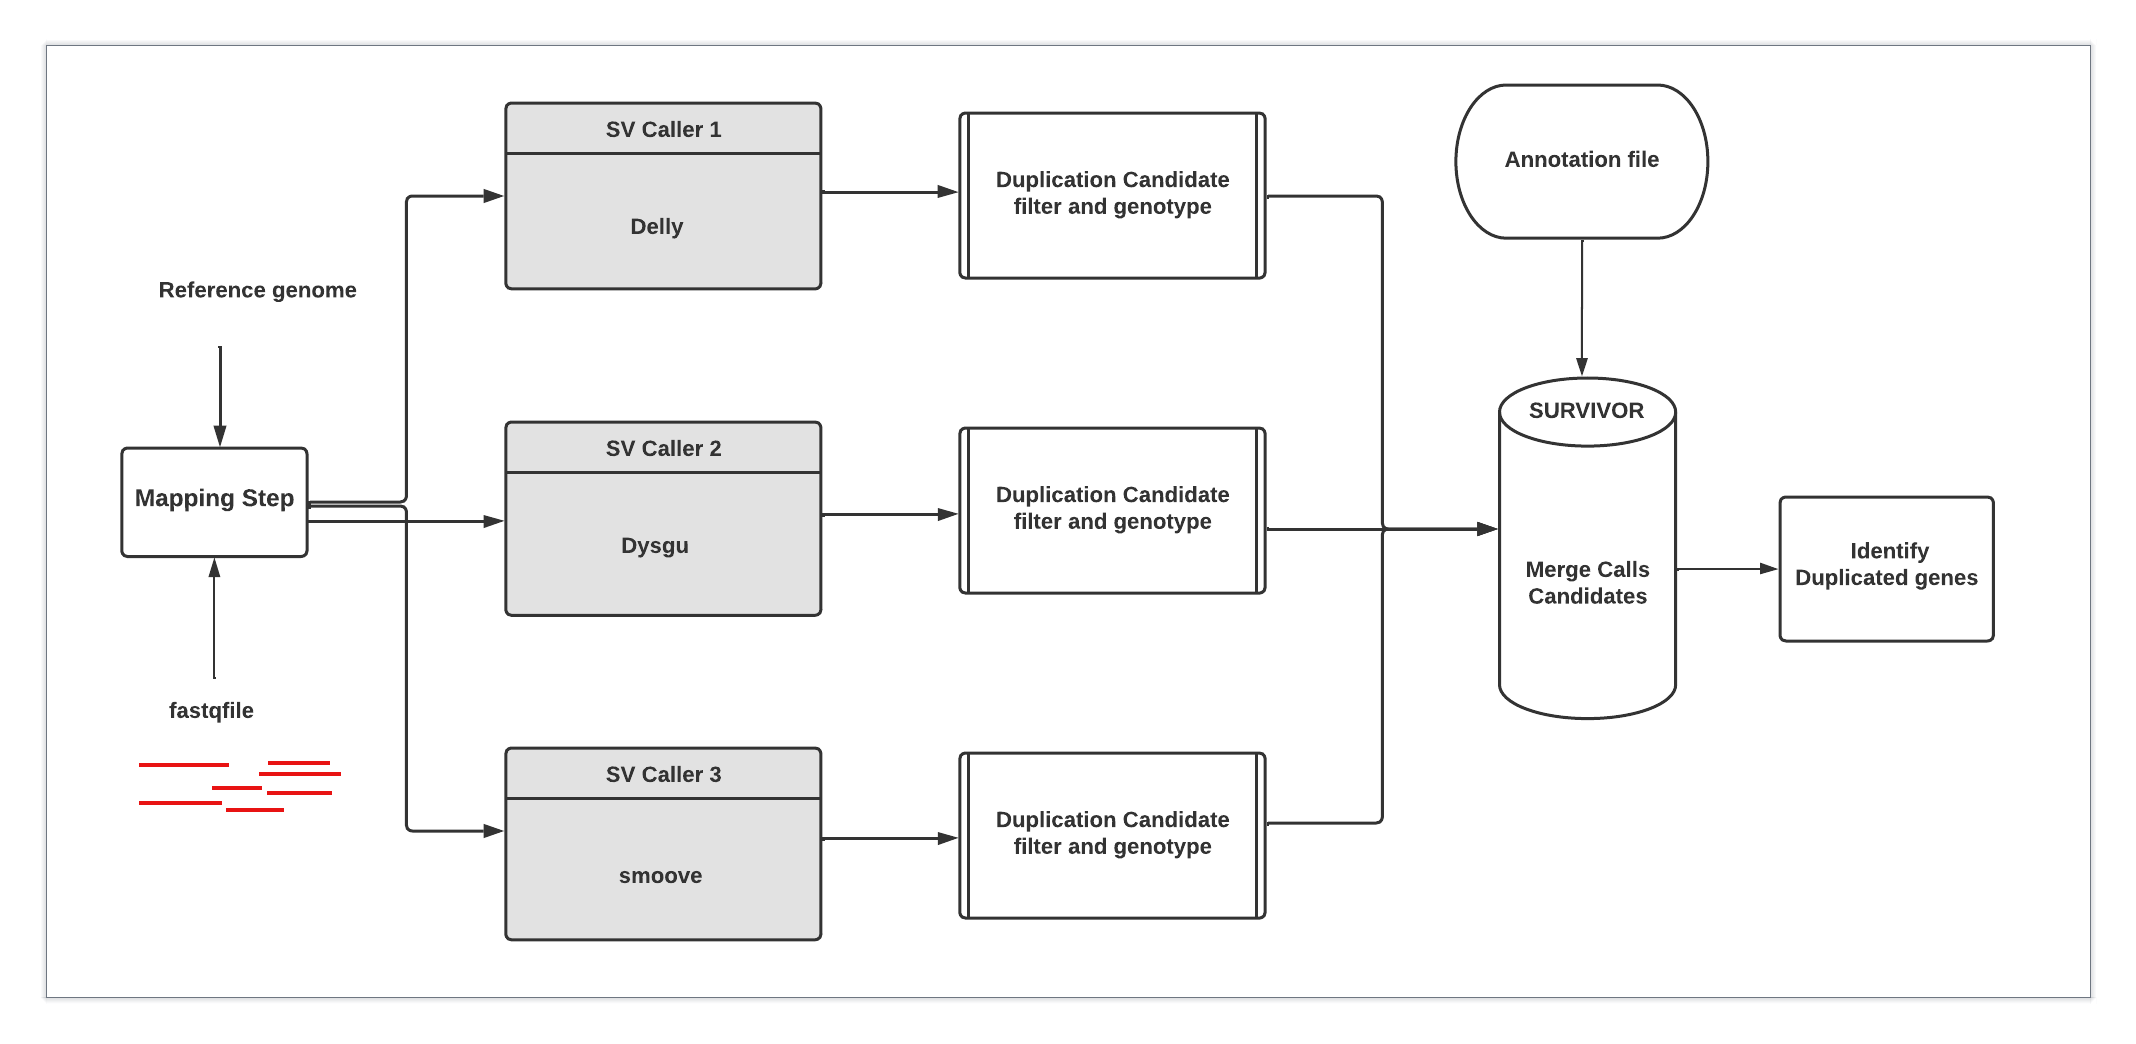 Reference genome
Mapping Step
fastqfile
SV Caller 1
Delly
SV Caller 2
Dysgu
SV Caller 3
smoove
Duplication Candidate
filter and genotype
Duplication Candidate
filter and genotype
Duplication Candidate
filter and genotype
Annotation file
SURVIVOR
Merge Calls
Candidates
Identify
Duplicated genes